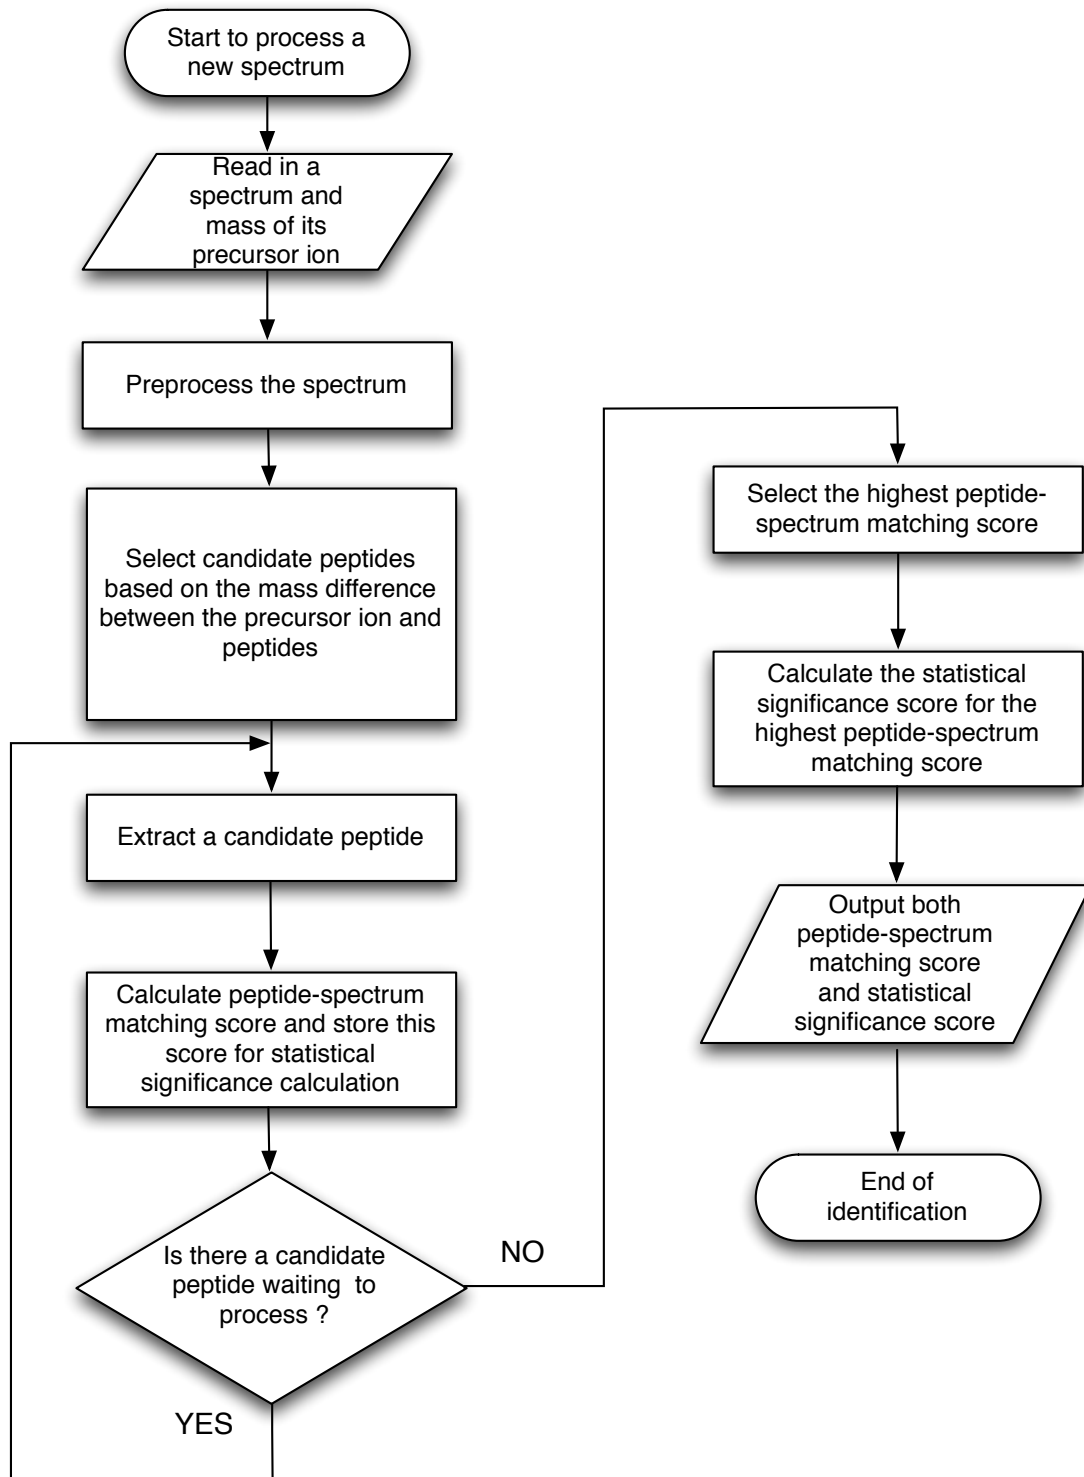 Start to process a
new spectrum
Read in a
spectrum and
mass of its
precursor ion
Preprocess the spectrum
Select candidate peptides
based on the mass difference
between the precursor ion and
peptides
Extract a candidate peptide
Calculate peptide-spectrum
matching score and store this
score for statistical
significance calculation
Is there a candidate
peptide waiting  to
process ?
YES
NO
Select the highest peptide-
spectrum matching score
Calculate the statistical
significance score for the
highest peptide-spectrum
matching score
Output both
peptide-spectrum
matching score
and statistical
significance score
End of
identification